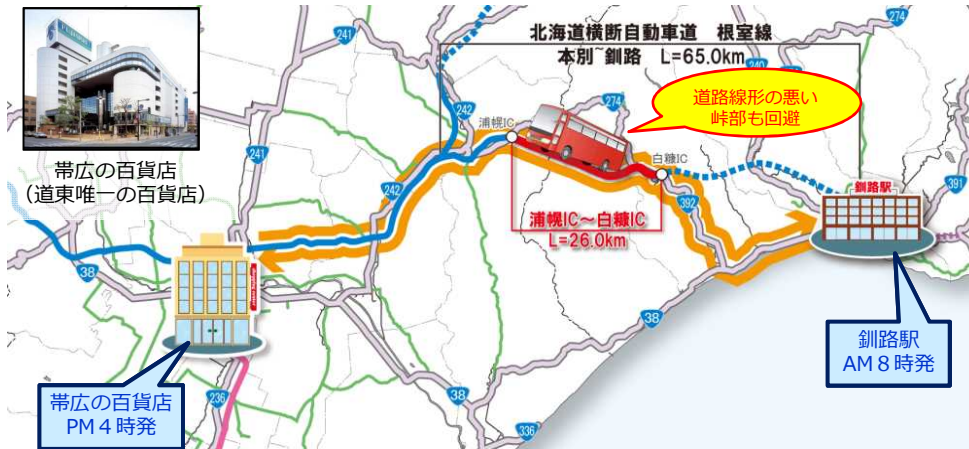 北海道横断自動車道 根室線
本別~釧路 L=65.0km
道路線形の悪い
峠部も回避
帯広の百貨店
(道東唯一の百貨店)
浦幌IC
白糠IC
浦幌IC~白糠IC
L=26.0km
釧路駅
釧路駅
AM8時発
帯広の百貨店
PM4時発
241
242
242
241
242
274
274
240
392
391
38
38
38
236
336